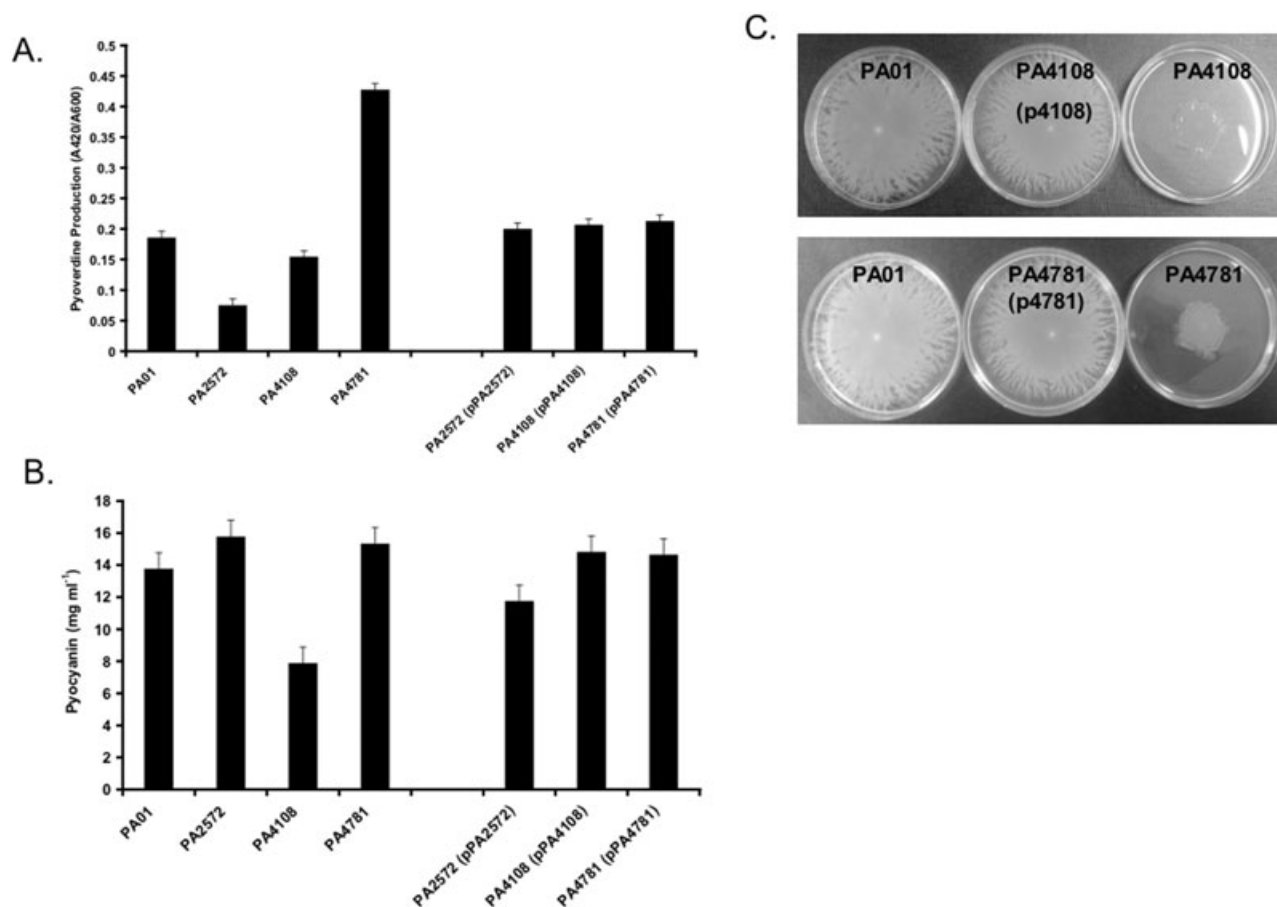 A.
Pyoverdine Production (A420/A600)
0.5
0.45
0.4
0.35
0.3
0.25
0.2
0.15
0.1
0.05
0
PA01
PA2572
PA4108
PA4781
PA2572 (pPA2572)
PA4108 (pPA4108)
PA4781 (pPA4781)
B.
Pyocyanin (mg ml⁻¹)
18
16
14
12
10
8
6
4
2
0
PA01
PA2572
PA4108
PA4781
PA2572 (pPA2572)
PA4108 (pPA4108)
PA4781 (pPA4781)
C.
PA01
PA4108
(p4108)
PA4108
PA01
PA4781
(p4781)
PA4781